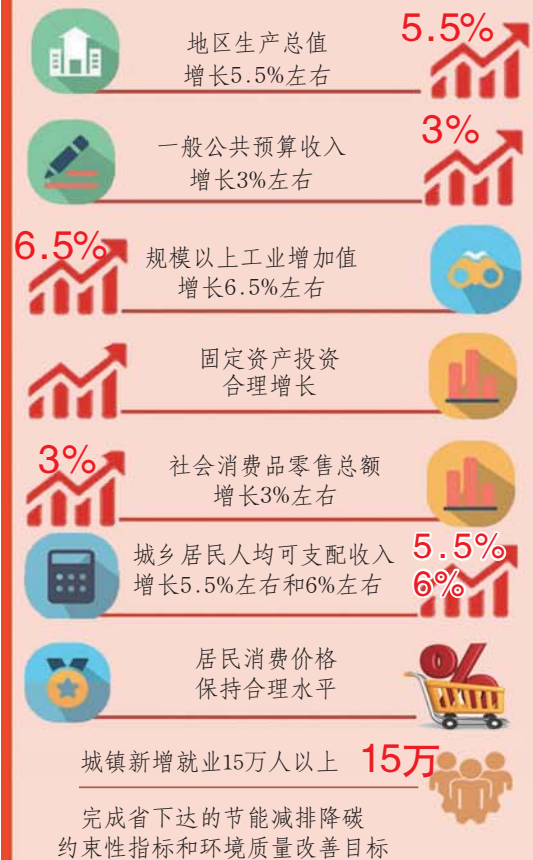 地区生产总值
增长5.5%左右
5.5%
一般公共预算收入
增长3%左右
3%
6.5%
规模以上工业增加值
增长6.5%左右
固定资产投资
合理增长
3%
社会消费品零售总额
增长3%左右
城乡居民人均可支配收入
增长5.5%左右和6%左右
5.5%
6%
居民消费价格
保持合理水平
%
城镇新增就业15万人以上
15万
完成省下达的节能减排降碳
约束性指标和环境质量改善目标